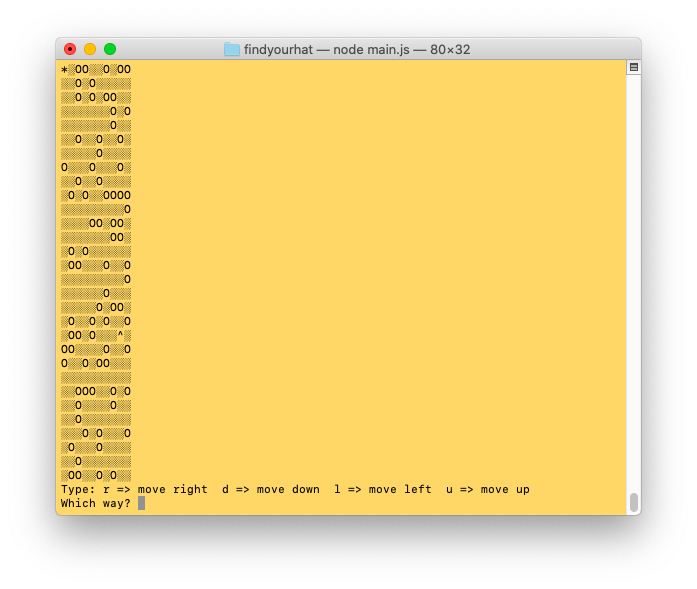 findyourhat — node main.js — 80×32
*░OO░░O░OO
░░O░O░░░░░
░░O░O░OO░░
░░░░░░░O░O
░░░░░░░O░░
░░O░░O░░O░
░░░░░O░░░░
O░░░O░░░O░
░░O░░O░░░░
░O░O░░OOOO
░░░░░░░░░O
░░░░OO░OO░
░░░░░░░OO░
░O░O░░░░░░
░OO░░░O░░O
░░░░░░░░░O
░░░░░░O░░░
░░░░░O░OO░
░O░░O░O░░O
░OO░O░░░^░
OO░░░░O░░O
O░░O░OO░░░
░░░░░░░░░░
░░OOO░░O░O
░░O░░░░O░░
░░O░░░░░░░
░░░O░O░░░O
░O░░░O░░░░
░░O░░░░░░░
░OO░░O░O░░
Type: r => move right  d => move down  l => move left  u => move up
Which way?